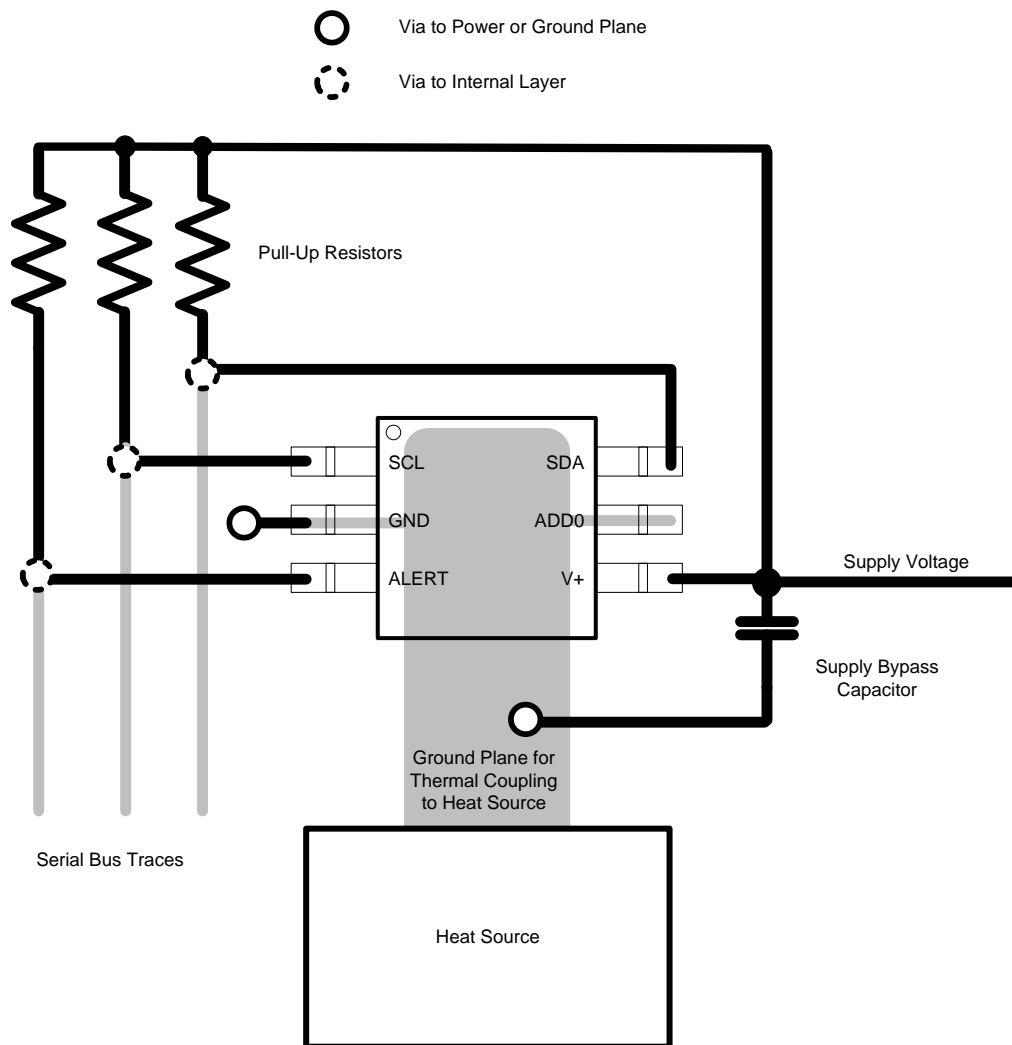 Via to Power or Ground Plane
Via to Internal Layer
Pull-Up Resistors
SCL
SDA
GND
ADD0
ALERT
V+
Supply Voltage
Supply Bypass
Capacitor
Ground Plane for
Thermal Coupling
to Heat Source
Serial Bus Traces
Heat Source